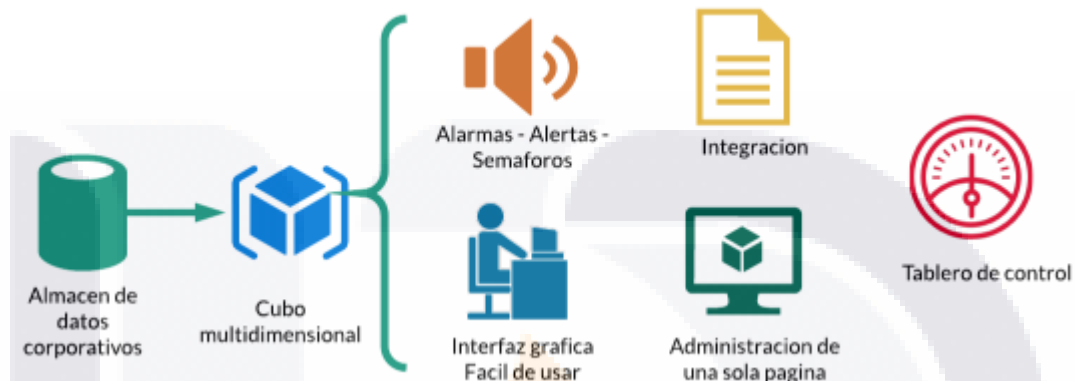 Alarmas - Alertas -
Semaforos
Integracion
Almacen de
datos
corporativos
Cubo
multidimensional
Interfaz grafica
Facil de usar
Administracion de
una sola pagina
Tablero de control